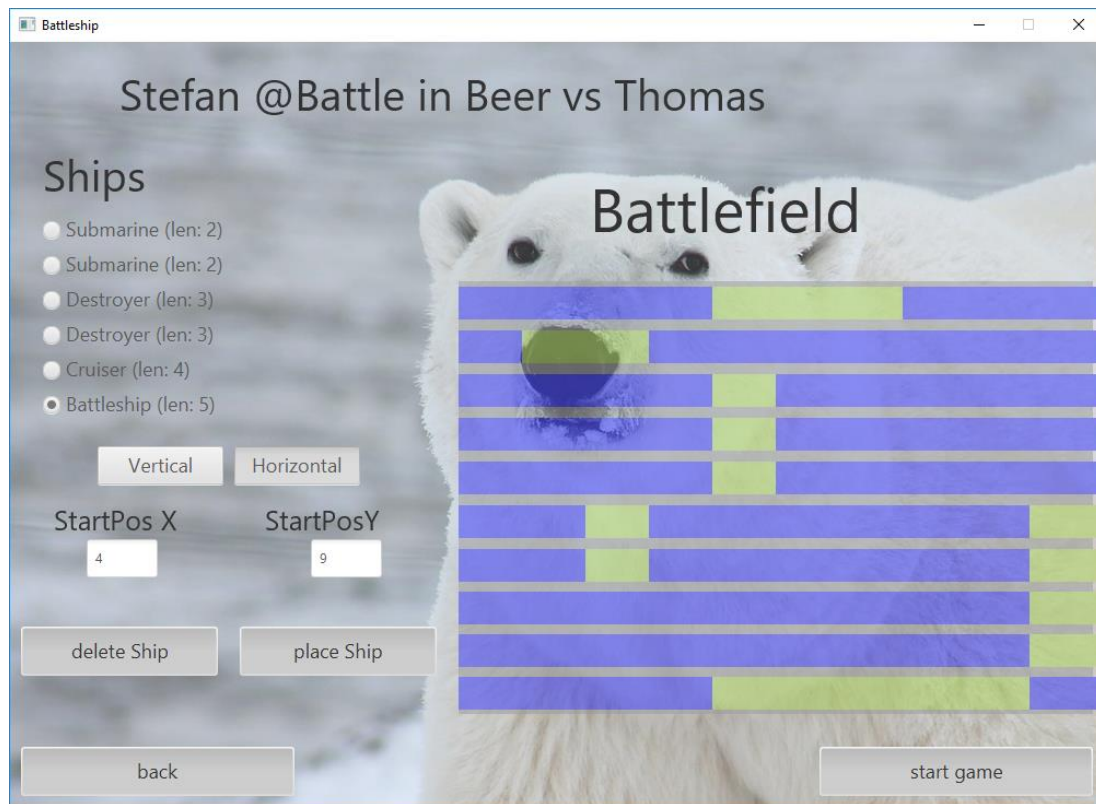 Battleship
Stefan @Battle in Beer vs Thomas
Ships
Battlefield
Submarine (len: 2)
Submarine (len: 2)
Destroyer (len: 3)
Destroyer (len: 3)
Cruiser (len: 4)
Battleship (len: 5)
Vertical Horizontal
StartPos X StartPosY
4 9
delete Ship place Ship
back start game